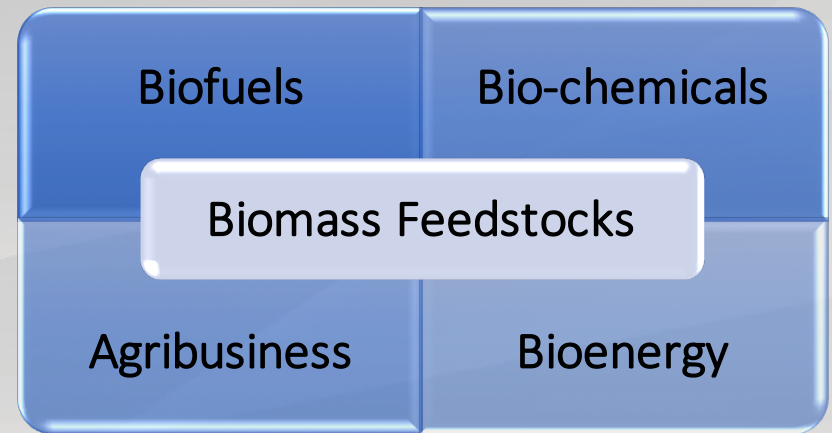 Biofuels
Bio-chemicals
Biomass Feedstocks
Agribusiness
Bioenergy